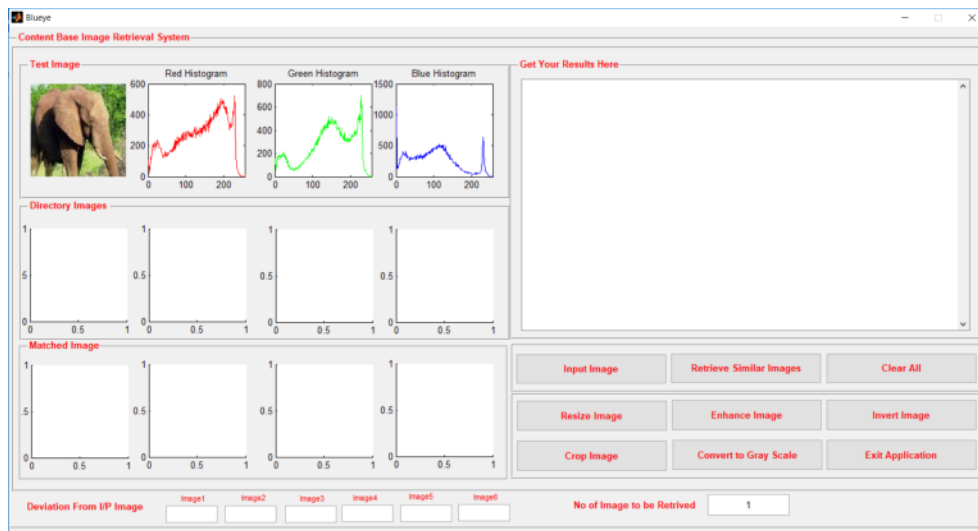 Blueye
Content Base Image Retrieval System
Test Image
Red Histogram
Green Histogram
Blue Histogram
Get Your Results Here
600
400
200
0
0 100 200
800
600
400
200
0
0 100 200
1500
1000
500
0
0 100 200
Directory Images
1
5
0
0 0.5 1
1
0.5
0
0 0.5 1
1
0.5
0
0 0.5 1
1
0.5
0
0 0.5 1
Matched Image
1
.5
0
0 0.5 1
1
0.5
0
0 0.5 1
1
0.5
0
0 0.5 1
1
0.5
0
0 0.5 1
Input Image
Retrieve Similar Images
Clear All
Resize Image
Enhance Image
Invert Image
Crop Image
Convert to Gray Scale
Exit Application
Deviation From I/P Image
Image1
Image2
Image3
Image4
Image5
Image6
No of Image to be Retrived
1